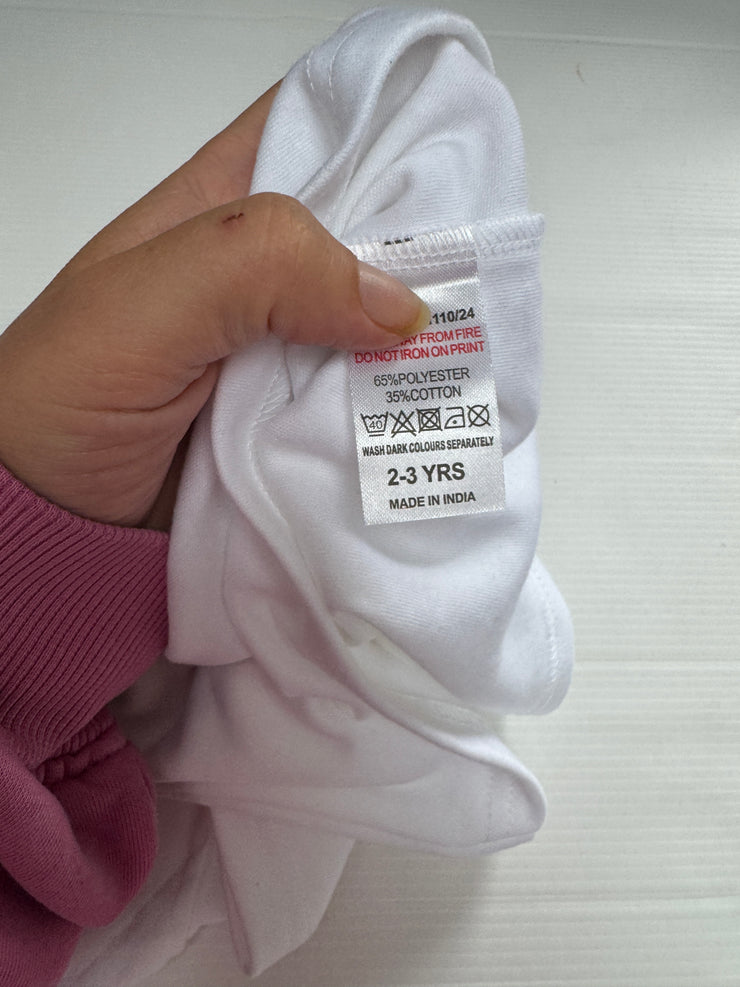 110/24
AWAY FROM FIRE
DO NOT IRON ON PRINT
65%POLYESTER
35%COTTON
40
WASH DARK COLOURS SEPARATELY
2-3 YRS
MADE IN INDIA